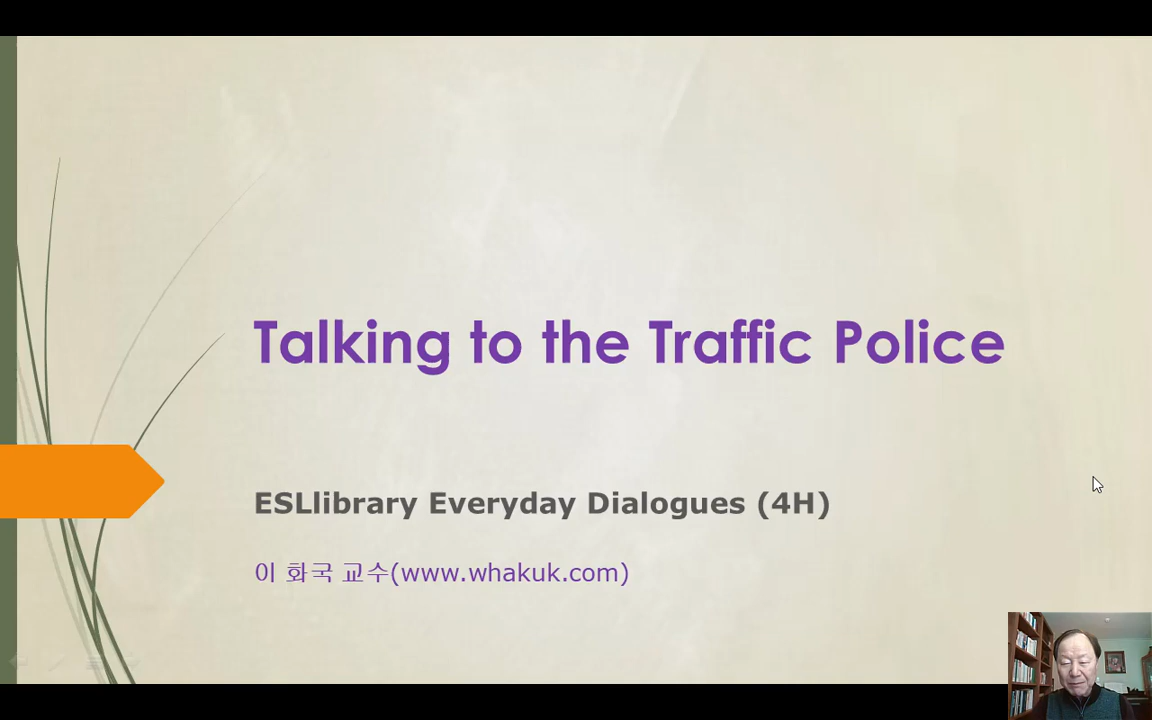 Talking to the Traffic Police
ESLlibrary Everyday Dialogues (4H)
이 화국 교수(www.whakuk.com)